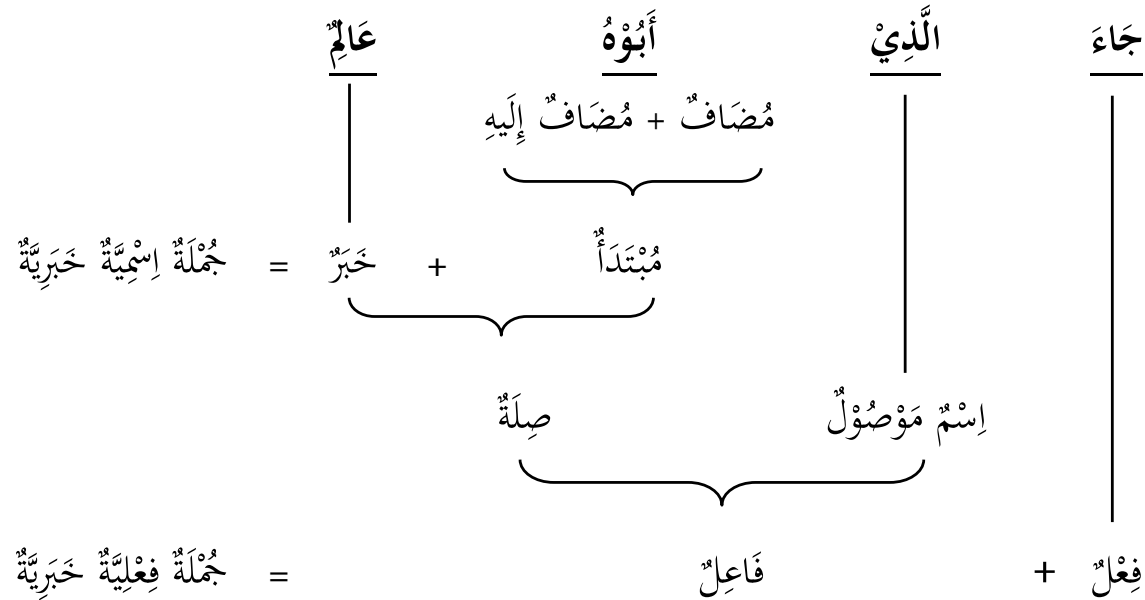 جَاءَ الَّذِيْ أَبُوْهُ عَالِمٌ
مُضَافٌ + مُضَافٌ إِلَيهِ
مُبْتَدَأٌ + خَبَرٌ = جُمْلَةٌ اِسْمِيَّةٌ خَبَرِيَّةٌ
اِسْمٌ مَوْصُوْلٌ صِلَةٌ
فِعْلٌ + فَاعِلٌ = جُمْلَةٌ فِعْلِيَّةٌ خَبَرِيَّةٌ